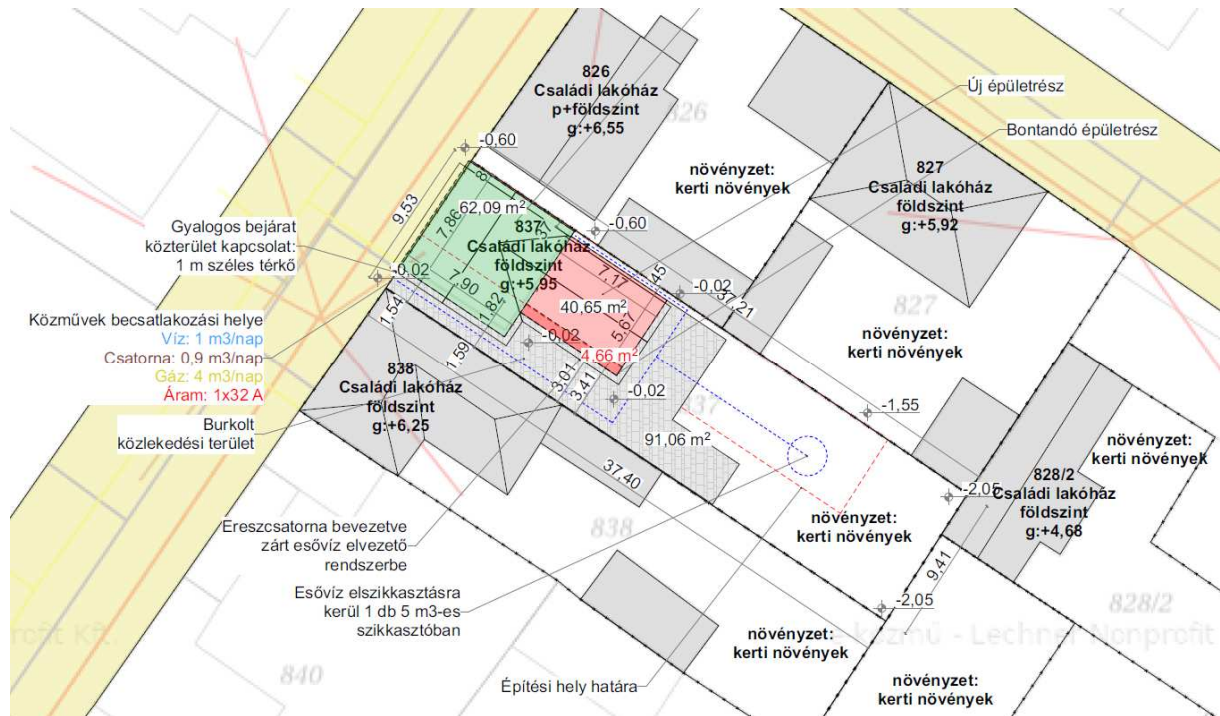 826
Családi lakóház
p+földszint
g:+6,55
826
Új épületrész
Bontandó épületrész
-0,60
növényzet:
kerti növények
827
Családi lakóház
földszint
g:+5,92
9,53
62,09 m²
7,86
837
Családi lakóház
földszint
g:+5,95
-0,60
Gyalogos bejárat
közterület kapcsolat:
1 m széles térkő
-0,02
7,90
1,82
7,17
-0,02
37,21
827
40,65 m²
5,67
Közművek becsatlakozási helye
Víz: 1 m3/nap
Csatorna: 0,9 m3/nap
Gáz: 4 m3/nap
Áram: 1x32 A
1,54
1,59
-0,02
4,66 m²
növényzet:
kerti növények
838
Családi lakóház
földszint
g:+6,25
3,01
3,41
-0,02
-1,55
Burkolt
közlekedési terület
91,06 m²
növényzet:
kerti növények
37,40
828/2
Családi lakóház
földszint
g:+4,68
-2,05
Ereszcsatorna bevezetve
zárt esővíz elvezető
rendszerbe
838
növényzet:
kerti növények
9,41
Esővíz elszikkasztásra
kerül 1 db 5 m3-es
szikkasztóban
-2,05
828/2
növényzet:
kerti növények
közmű - Lechner Nonprofit
840
Építési hely határa
növényzet:
kerti növények